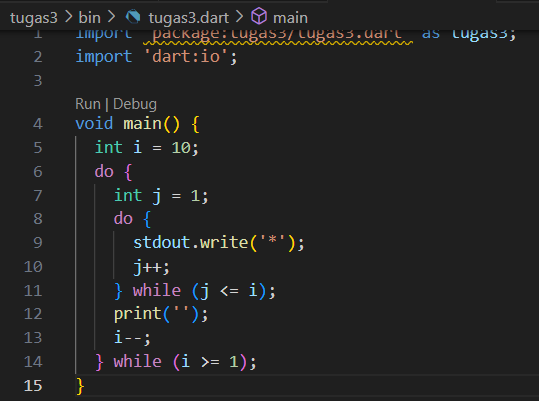 tugas3 > bin > tugas3.dart > main
1 import 'package:tugas3/tugas3.dart' as tugas3;
2 import 'dart:io';
3
Run | Debug
4 void main() {
5 int i = 10;
6 do {
7 int j = 1;
8 do {
9 stdout.write('*');
10 j++;
11 } while (j <= i);
12 print('');
13 i--;
14 } while (i >= 1);
15 }